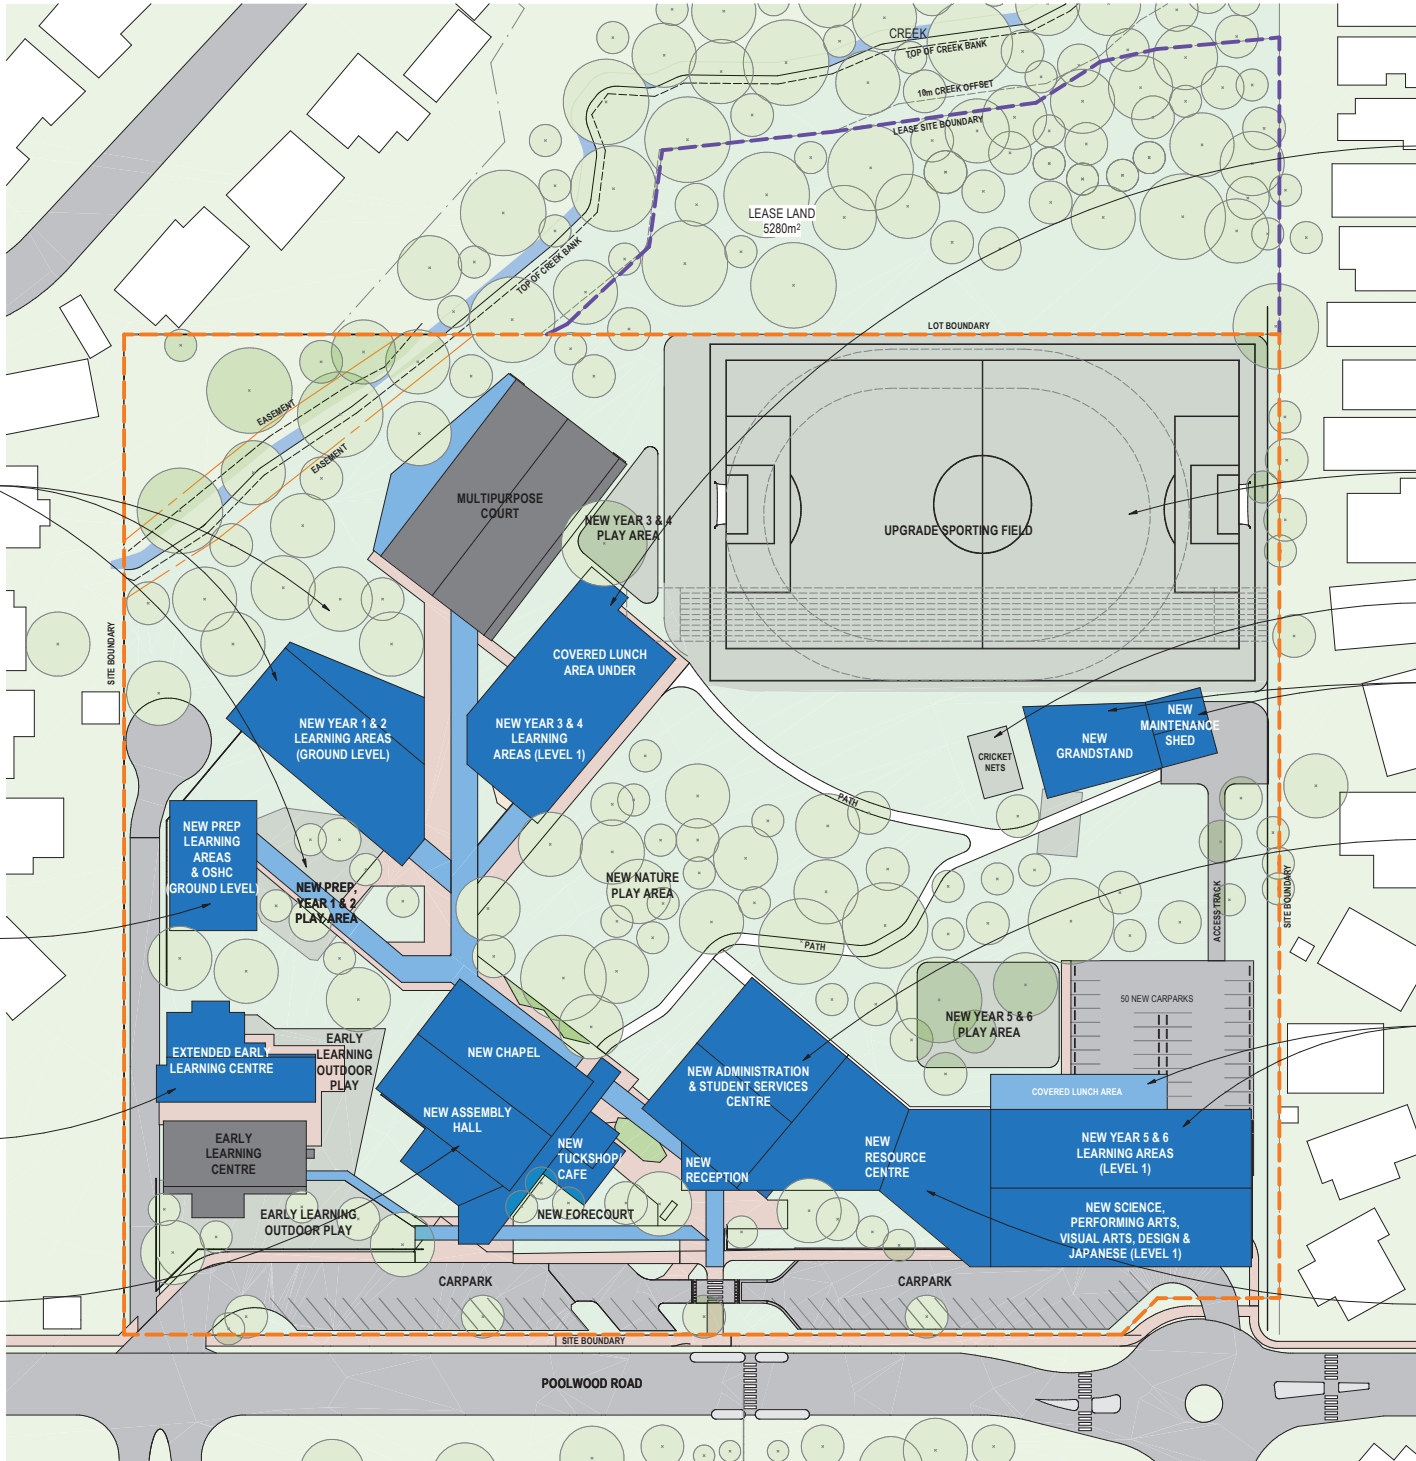 CREEK
TOP OF CREEK BANK
10m CREEK OFFSET
LEASE SITE BOUNDARY
LEASE LAND
5280m²
TOP OF CREEK BANK
LOT BOUNDARY
EASEMENT
EASEMENT
MULTIPURPOSE
COURT
NEW YEAR 3 & 4
PLAY AREA
UPGRADE SPORTING FIELD
SITE BOUNDARY
COVERED LUNCH
AREA UNDER
NEW YEAR 1 & 2
LEARNING AREAS
(GROUND LEVEL)
NEW YEAR 3 & 4
LEARNING
AREAS (LEVEL 1)
NEW
MAINTENANCE
SHED
NEW
GRANDSTAND
CRICKET
NETS
PATH
NEW PREP
LEARNING
AREAS
& OSHC
(GROUND LEVEL)
NEW PREP,
YEAR 1 & 2
PLAY AREA
NEW NATURE
PLAY AREA
PATH
ACCESS TRACK
SITE BOUNDARY
50 NEW CARPARKS
NEW YEAR 5 & 6
PLAY AREA
EXTENDED EARLY
LEARNING CENTRE
EARLY
LEARNING
OUTDOOR
PLAY
NEW CHAPEL
NEW ADMINISTRATION
& STUDENT SERVICES
CENTRE
COVERED LUNCH AREA
NEW ASSEMBLY
HALL
EARLY
LEARNING
CENTRE
NEW
TUCKSHOP/
CAFE
NEW
RECEPTION
NEW
RESOURCE
CENTRE
NEW YEAR 5 & 6
LEARNING AREAS
(LEVEL 1)
NEW SCIENCE,
PERFORMING ARTS,
VISUAL ARTS, DESIGN &
JAPANESE (LEVEL 1)
EARLY LEARNING
OUTDOOR PLAY
NEW FORECOURT
CARPARK
CARPARK
SITE BOUNDARY
POOLWOOD ROAD